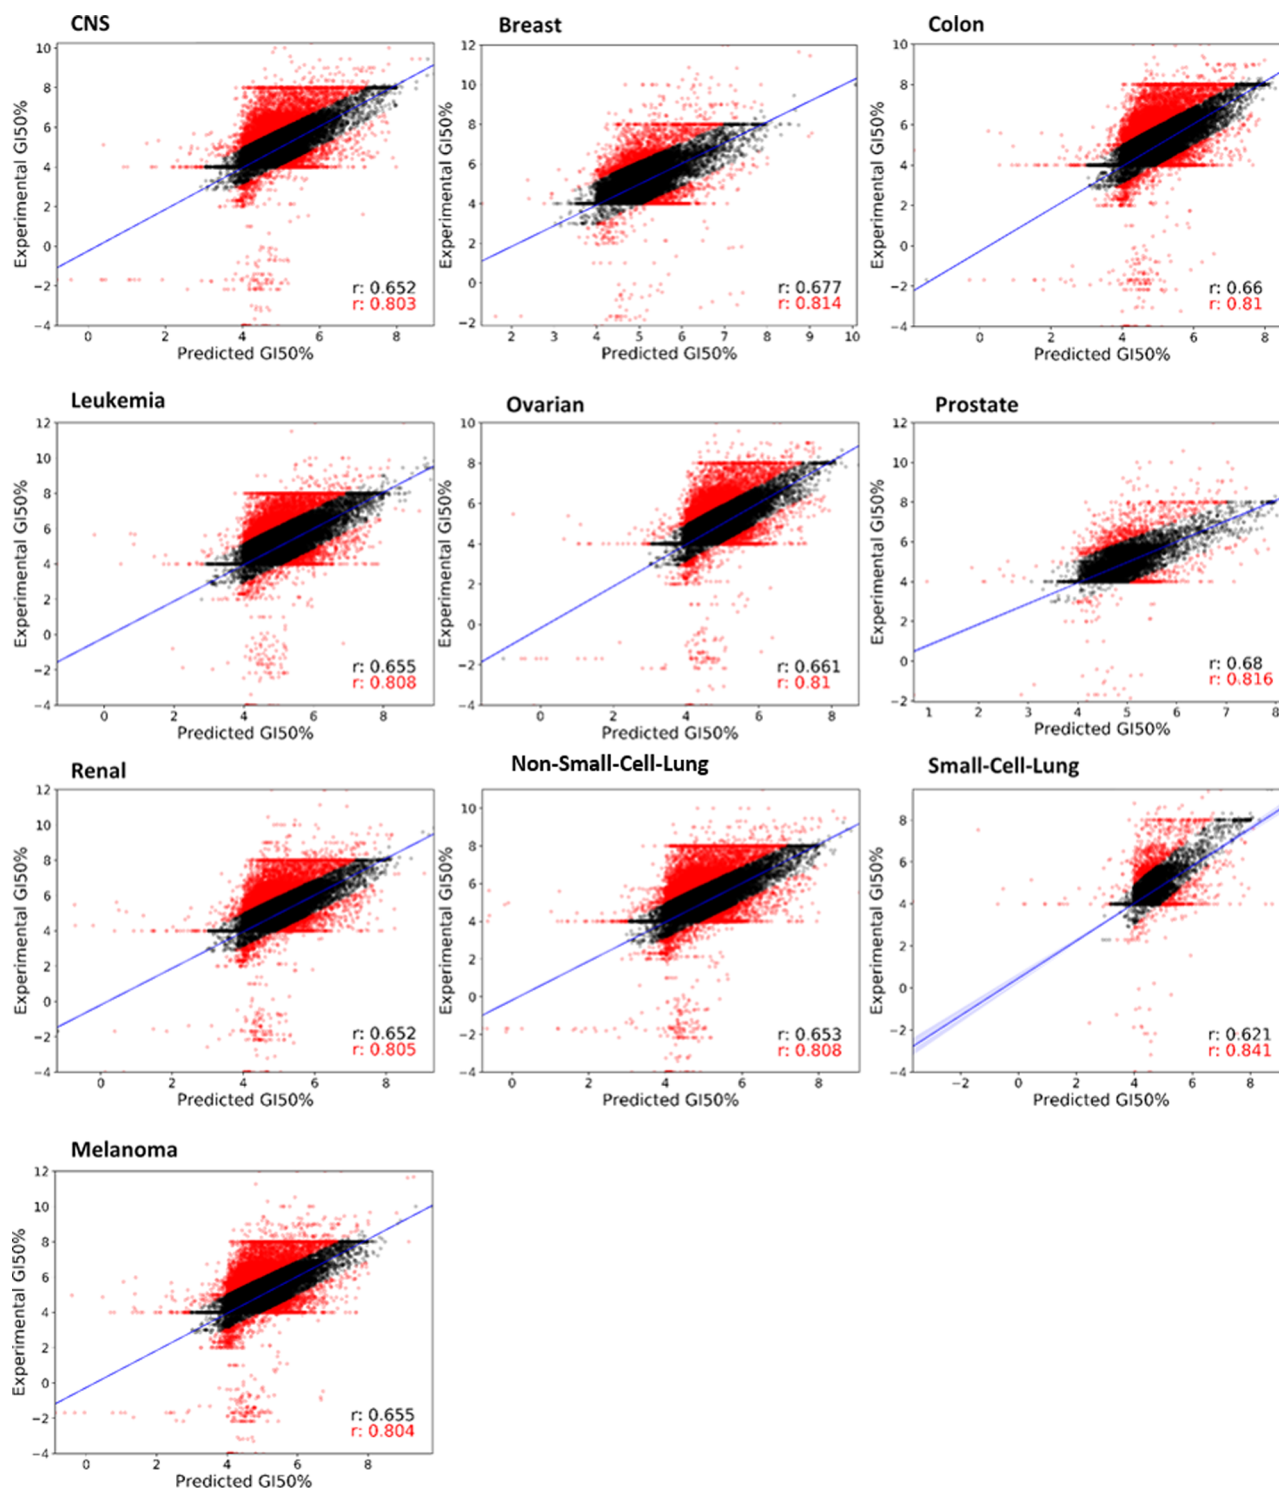 CNS
Experimental GI50%
10
8
6
4
2
0
−2
−4
r: 0.652
r: 0.803
0 2 4 6 8
Predicted GI50%
Breast
Experimental GI50%
12
10
8
6
4
2
0
−2
r: 0.677
r: 0.814
2 3 4 5 6 7 8 9 10
Predicted GI50%
Colon
Experimental GI50%
10
8
6
4
2
0
−2
−4
r: 0.66
r: 0.81
0 2 4 6 8
Predicted GI50%
Leukemia
Experimental GI50%
12
10
8
6
4
2
0
−2
−4
r: 0.655
r: 0.808
0 2 4 6 8
Predicted GI50%
Ovarian
Experimental GI50%
10
8
6
4
2
0
−2
−4
r: 0.661
r: 0.81
0 2 4 6 8
Predicted GI50%
Prostate
Experimental GI50%
12
10
8
6
4
2
0
−2
r: 0.68
r: 0.816
1 2 3 4 5 6 7 8
Predicted GI50%
Renal
Experimental GI50%
12
10
8
6
4
2
0
−2
−4
r: 0.652
r: 0.805
0 2 4 6 8
Predicted GI50%
Non-Small-Cell-Lung
Experimental GI50%
10
8
6
4
2
0
−2
−4
r: 0.653
r: 0.808
0 2 4 6 8
Predicted GI50%
Small-Cell-Lung
Experimental GI50%
8
6
4
2
0
−2
−4
r: 0.621
r: 0.841
−2 0 2 4 6 8
Predicted GI50%
Melanoma
Experimental GI50%
12
10
8
6
4
2
0
−2
−4
r: 0.655
r: 0.804
0 2 4 6 8
Predicted GI50%